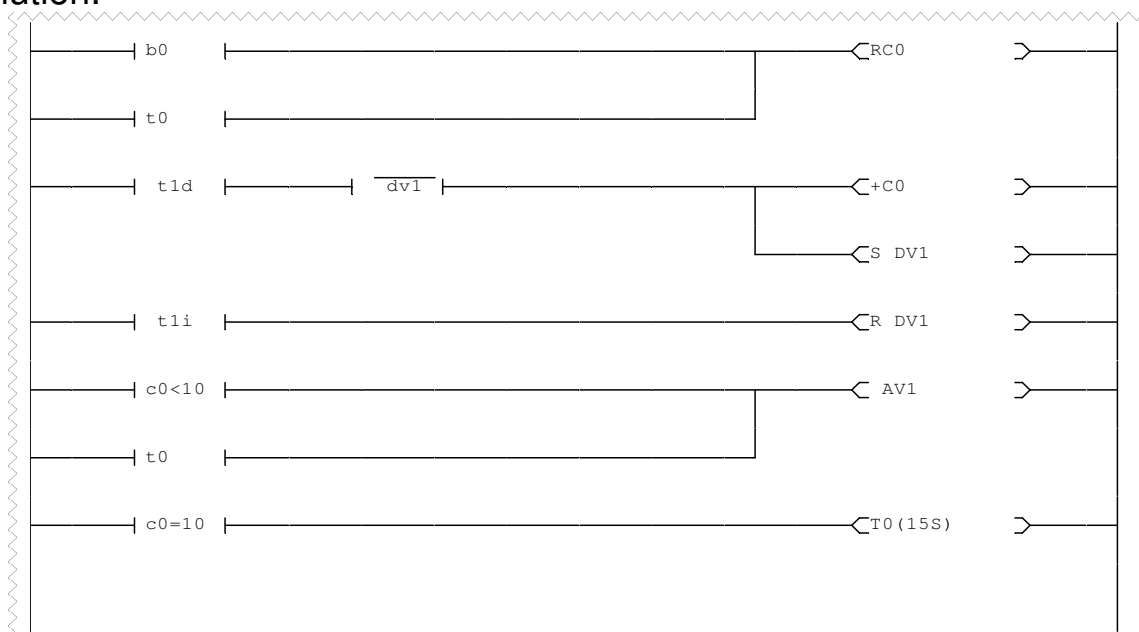 b0 RC0
t0
t1d dv1 +C0
S DV1
t1i R DV1
c0<10 AV1
t0
c0=10 T0(15S)